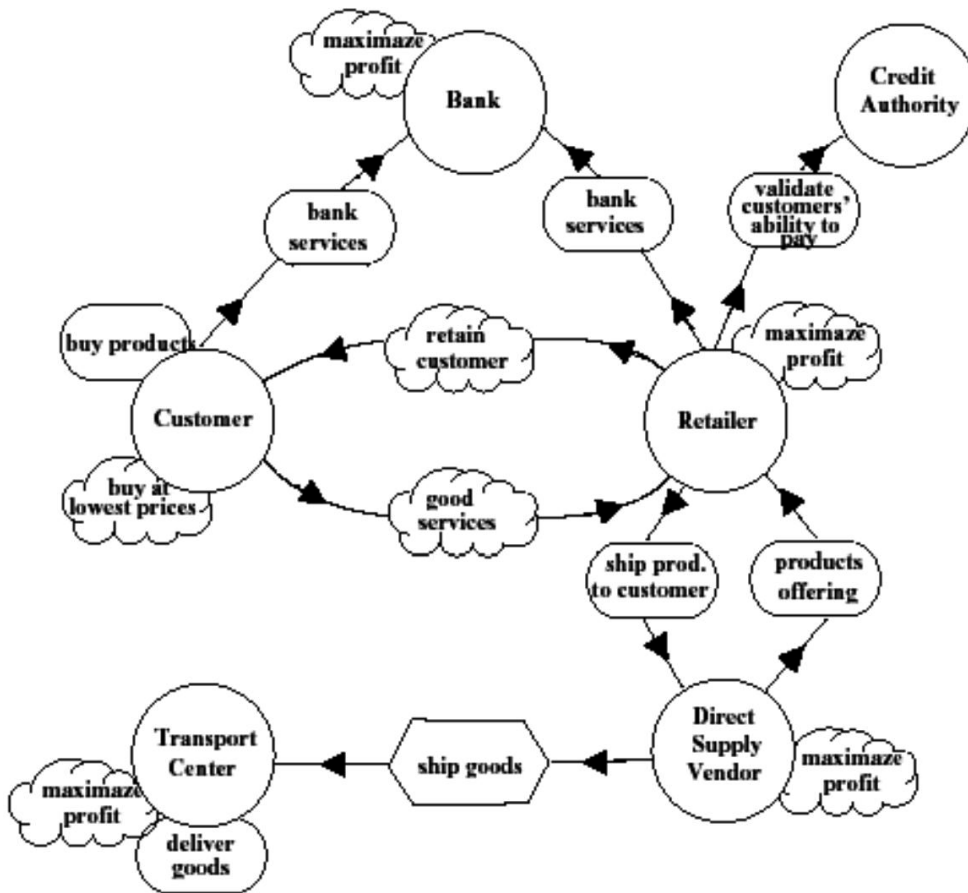 maximaze
profit
Bank
Credit
Authority
bank
services
bank
services
validate
customers'
ability to
pay
buy products
retain
customer
maximaze
profit
Customer
Retailer
buy at
lowest prices
good
services
ship prod.
to customer
products
offering
Transport
Center
ship goods
Direct
Supply
Vendor
maximaze
profit
maximaze
profit
deliver
goods